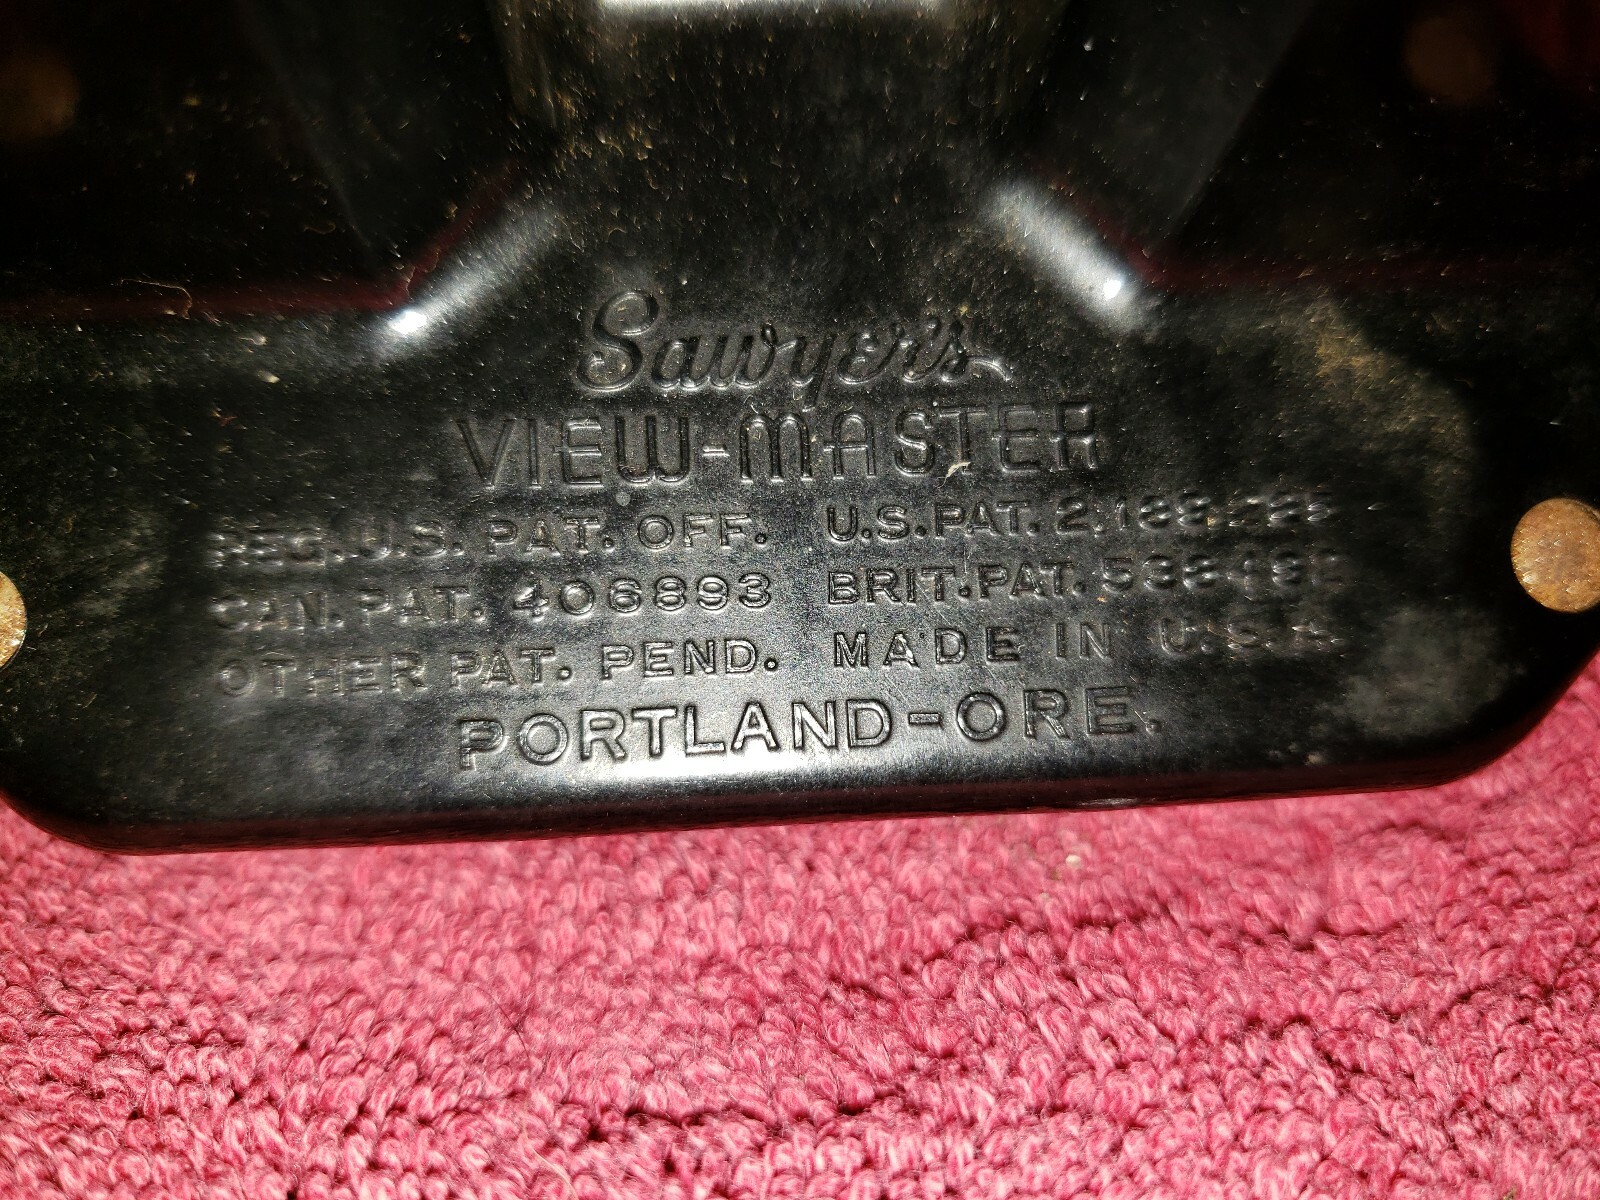 Sawyer's
VIEW-MASTER
REG. U.S. PAT. OFF. U.S. PAT.
CAN. PAT. 406893 BRIT. PAT.
OTHER PAT. PEND. MADE IN U.S.A.
PORTLAND-ORE.